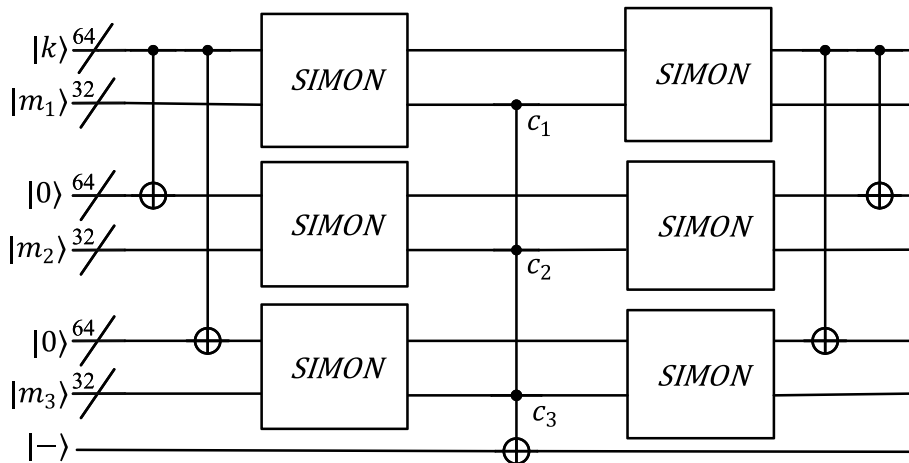 |k⟩ 64 SIMON SIMON
|m₁⟩ 32 c₁
|0⟩ 64 SIMON SIMON
|m₂⟩ 32 c₂
|0⟩ 64 SIMON SIMON
|m₃⟩ 32 c₃
|−⟩